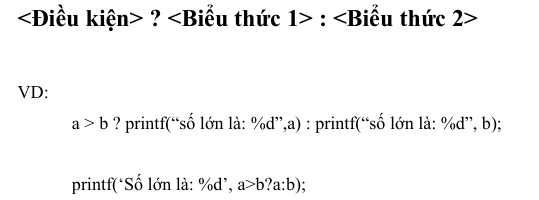 <Điều kiện> ? <Biểu thức 1> : <Biểu thức 2>
VD:
a > b ? printf(“số lớn là: %d”,a) : printf(“số lớn là: %d”, b);
printf(‘Số lớn là: %d’, a>b?a:b);